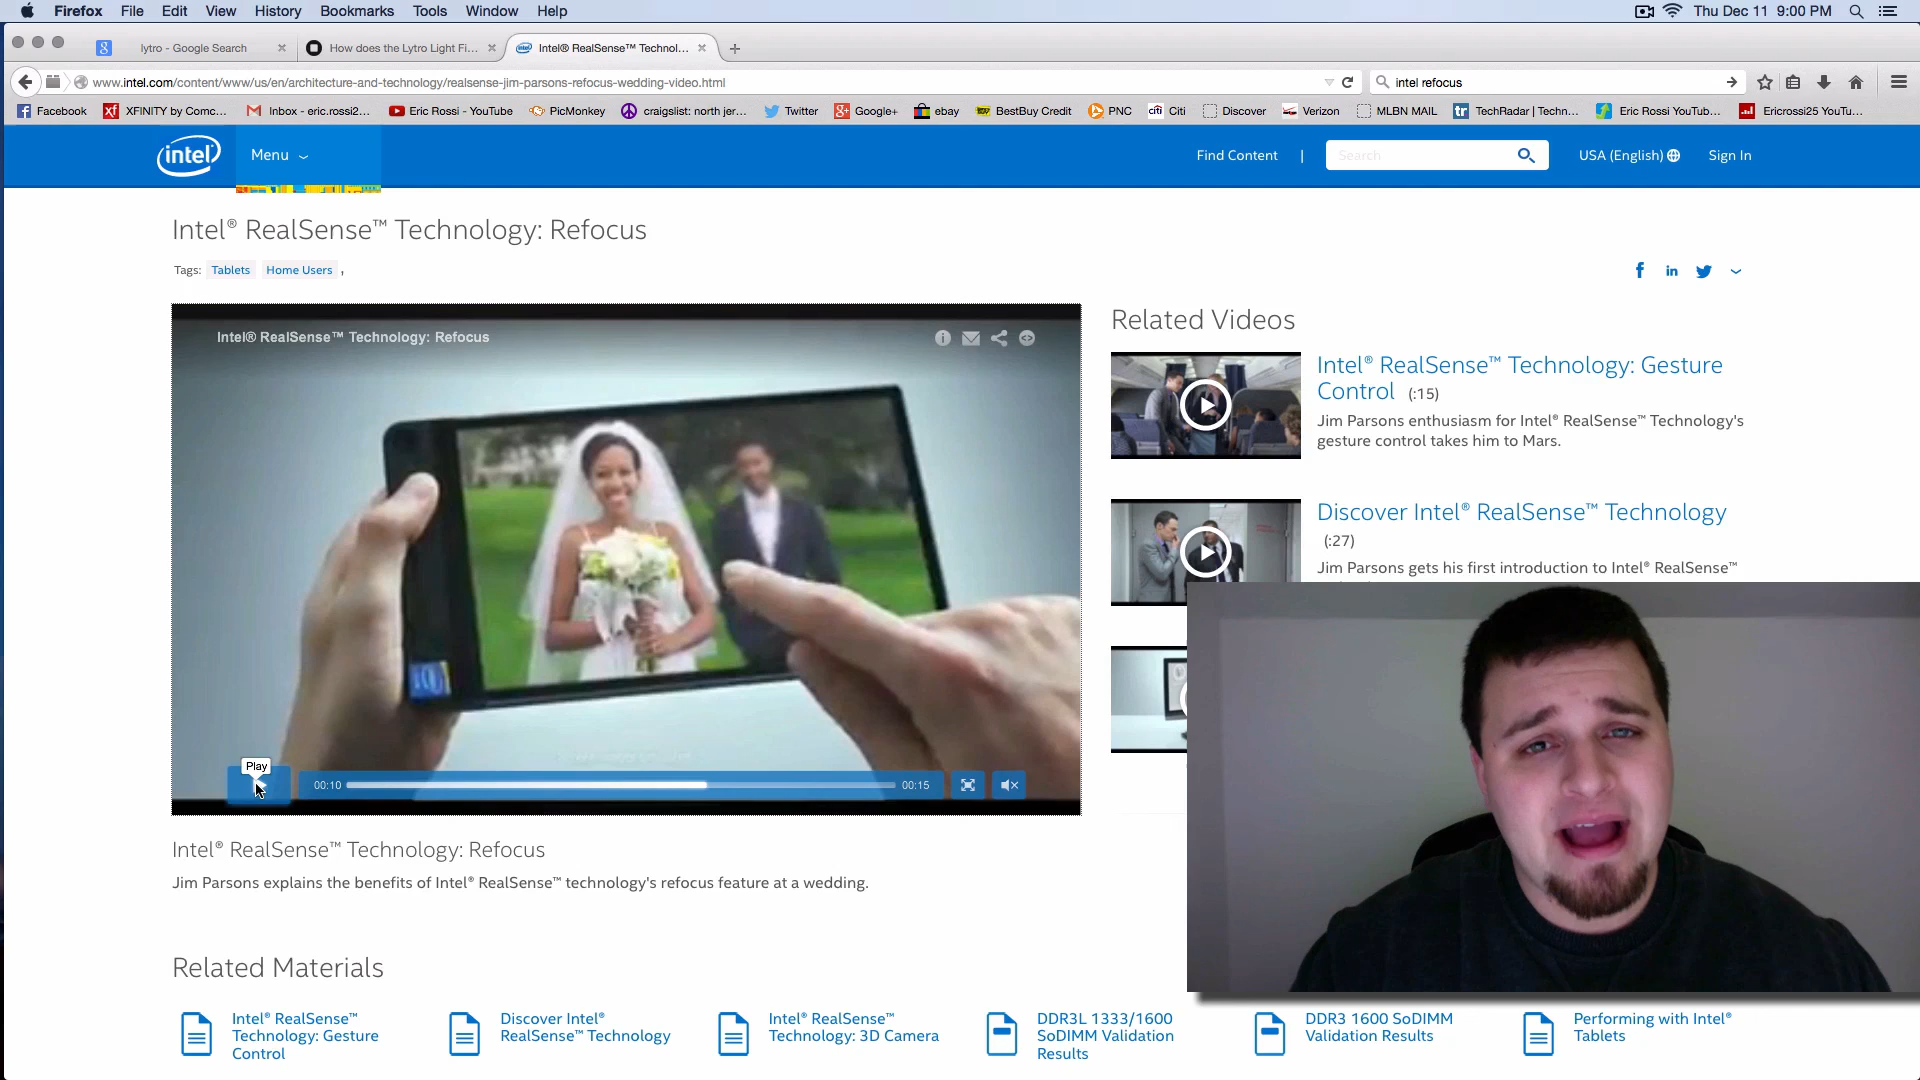 Firefox File Edit View History Bookmarks Tools Window Help Thu Dec 11 9:00 PM
lytro - Google Search How does the Lytro Light Fi... Intel® RealSense™ Technol...
www.intel.com/content/www/us/en/architecture-and-technology/realsense-jim-parsons-refocus-wedding-video.html intel refocus
Facebook XFINITY by Comc... Inbox - eric.rossi2... Eric Rossi - YouTube PicMonkey craigslist: north jer... Twitter Google+ ebay BestBuy Credit PNC Citi Discover Verizon MLBN MAIL TechRadar | Techn... Eric Rossi YouTub... Ericrossi25 YouTu...
intel Menu Find Content | Search USA (English) Sign In
Intel® RealSense™ Technology: Refocus
Tags: Tablets Home Users ,
Intel® RealSense™ Technology: Refocus
Play
00:10 00:15
Related Videos
Intel® RealSense™ Technology: Gesture
Control (:15)
Jim Parsons enthusiasm for Intel® RealSense™ Technology's
gesture control takes him to Mars.
Discover Intel® RealSense™ Technology
(:27)
Jim Parsons gets his first introduction to Intel® RealSense™
Intel® RealSense™ Technology: Refocus
Jim Parsons explains the benefits of Intel® RealSense™ technology's refocus feature at a wedding.
Related Materials
Intel® RealSense™
Technology: Gesture
Control
Discover Intel®
RealSense™ Technology
Intel® RealSense™
Technology: 3D Camera
DDR3L 1333/1600
SoDIMM Validation
Results
DDR3 1600 SoDIMM
Validation Results
Performing with Intel®
Tablets